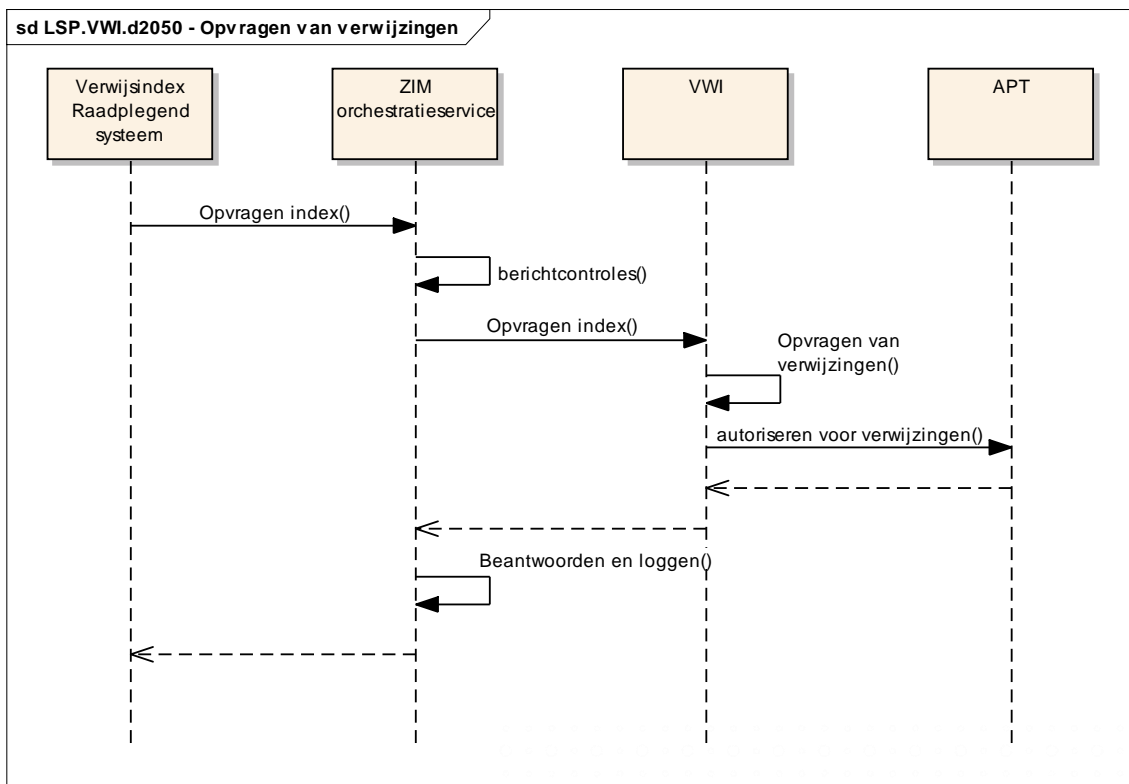 sd LSP.VWI.d2050 - Opvragen van verwijzingen
Verwijsindex
Raadplegend
systeem
ZIM
orchestratieservice
VWI
APT
Opvragen index()
berichtcontroles()
Opvragen index()
Opvragen van
verwijzingen()
autoriseren voor verwijzingen()
Beantwoorden en loggen()